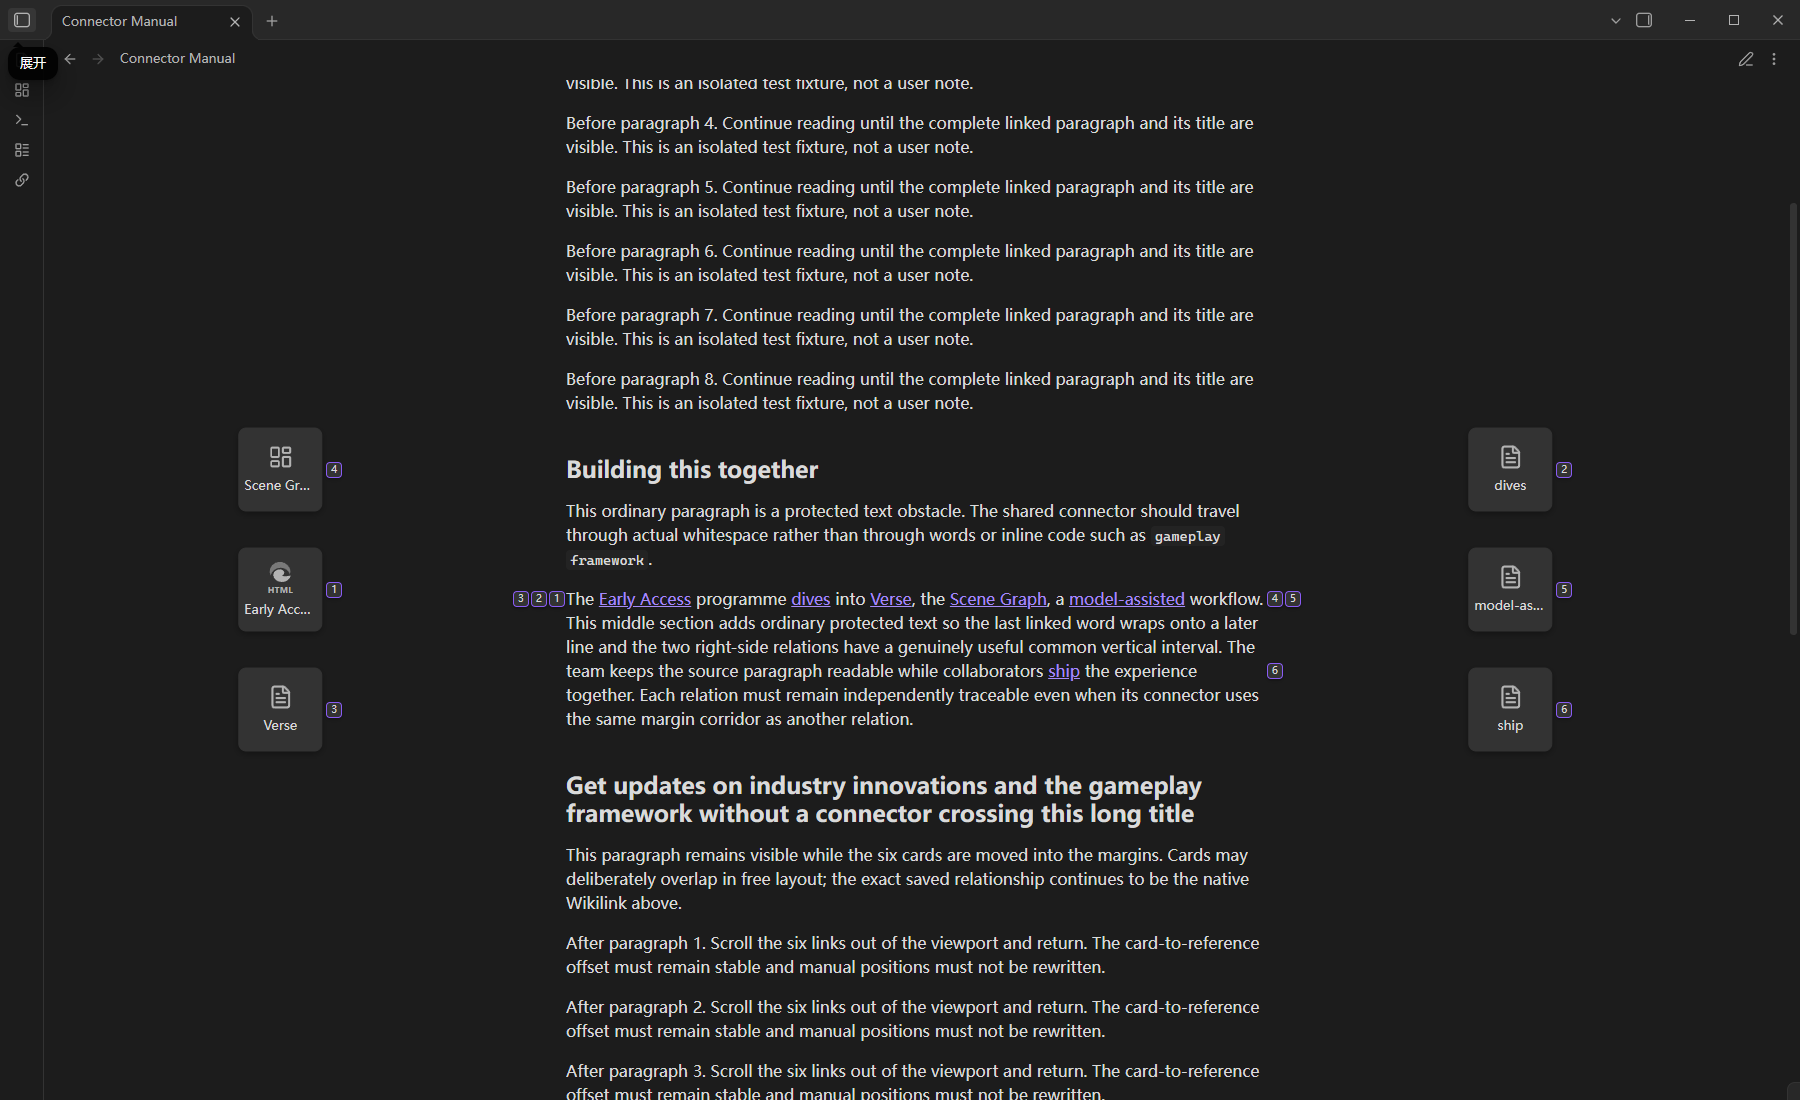 Connector Manual
展开
Connector Manual
visible. This is an isolated test fixture, not a user note.
Before paragraph 4. Continue reading until the complete linked paragraph and its title are
visible. This is an isolated test fixture, not a user note.
Before paragraph 5. Continue reading until the complete linked paragraph and its title are
visible. This is an isolated test fixture, not a user note.
Before paragraph 6. Continue reading until the complete linked paragraph and its title are
visible. This is an isolated test fixture, not a user note.
Before paragraph 7. Continue reading until the complete linked paragraph and its title are
visible. This is an isolated test fixture, not a user note.
Before paragraph 8. Continue reading until the complete linked paragraph and its title are
visible. This is an isolated test fixture, not a user note.
Scene Gr...
4
HTML
Early Acc...
1
Verse
3
Building this together
This ordinary paragraph is a protected text obstacle. The shared connector should travel
through actual whitespace rather than through words or inline code such as gameplay
framework.
3 2 1 The Early Access programme dives into Verse, the Scene Graph, a model-assisted workflow. 4 5
This middle section adds ordinary protected text so the last linked word wraps onto a later
line and the two right-side relations have a genuinely useful common vertical interval. The
team keeps the source paragraph readable while collaborators ship the experience 6
together. Each relation must remain independently traceable even when its connector uses
the same margin corridor as another relation.
dives
2
model-as...
5
ship
6
Get updates on industry innovations and the gameplay
framework without a connector crossing this long title
This paragraph remains visible while the six cards are moved into the margins. Cards may
deliberately overlap in free layout; the exact saved relationship continues to be the native
Wikilink above.
After paragraph 1. Scroll the six links out of the viewport and return. The card-to-reference
offset must remain stable and manual positions must not be rewritten.
After paragraph 2. Scroll the six links out of the viewport and return. The card-to-reference
offset must remain stable and manual positions must not be rewritten.
After paragraph 3. Scroll the six links out of the viewport and return. The card-to-reference
offset must remain stable and manual positions must not be rewritten.